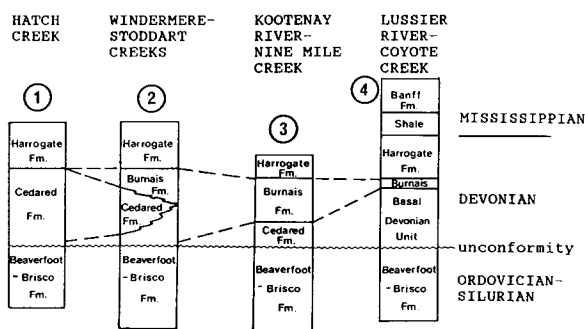 HATCH
CREEK
WINDERMERE-
STODDART
CREEKS
KOOTENAY
RIVER-
NINE MILE
CREEK
LUSSIER
RIVER-
COYOTE
CREEK
1
2
3
4
Harrogate
Fm.
Cedared
Fm.
Beaverfoot
- Brisco
Fm.
Harrogate
Fm.
Burnais
Fm.
Cedared
Fm.
Beaverfoot
- Brisco
Fm.
Harrogate
Fm.
Burnais
Fm.
Cedared
Fm.
Beaverfoot
- Brisco
Fm.
Banff
Fm.
Shale
Harrogate
Fm.
Burnais
Basal
Devonian
Unit
Beaverfoot
- Brisco
Fm.
MISSISSIPPIAN
DEVONIAN
unconformity
ORDOVICIAN-
SILURIAN